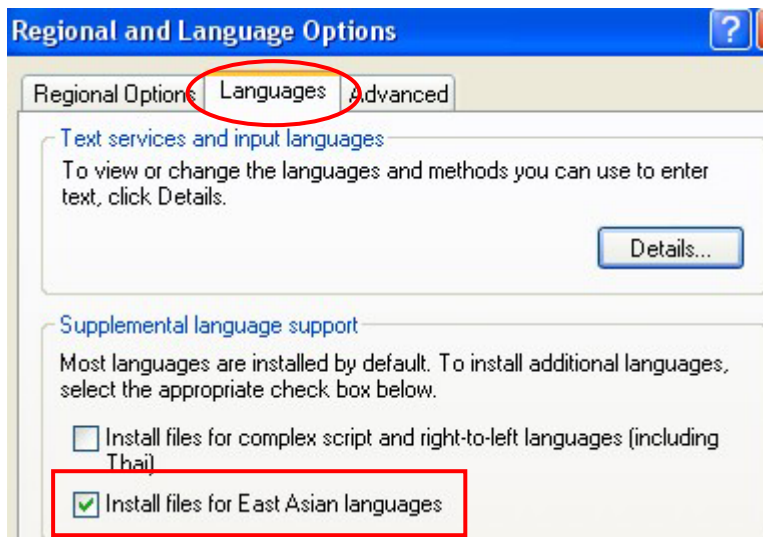 Regional and Language Options
?
Regional Options Languages Advanced
Text services and input languages
To view or change the languages and methods you can use to enter
text, click Details.
Details...
Supplemental language support
Most languages are installed by default. To install additional languages,
select the appropriate check box below.
Install files for complex script and right-to-left languages (including
Thai)
Install files for East Asian languages